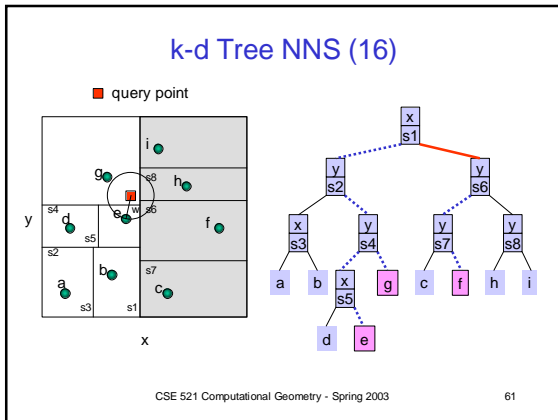 k-d Tree NNS (16)
query point
i
g
s8
h
w
s6
e
s4
d
f
y
s5
s2
s7
b
a
c
s3
s1
x
x
s1
y
s2
y
s6
x
s3
y
s4
y
s7
y
s8
a
b
x
s5
g
c
f
h
i
d
e
CSE 521 Computational Geometry - Spring 2003
61